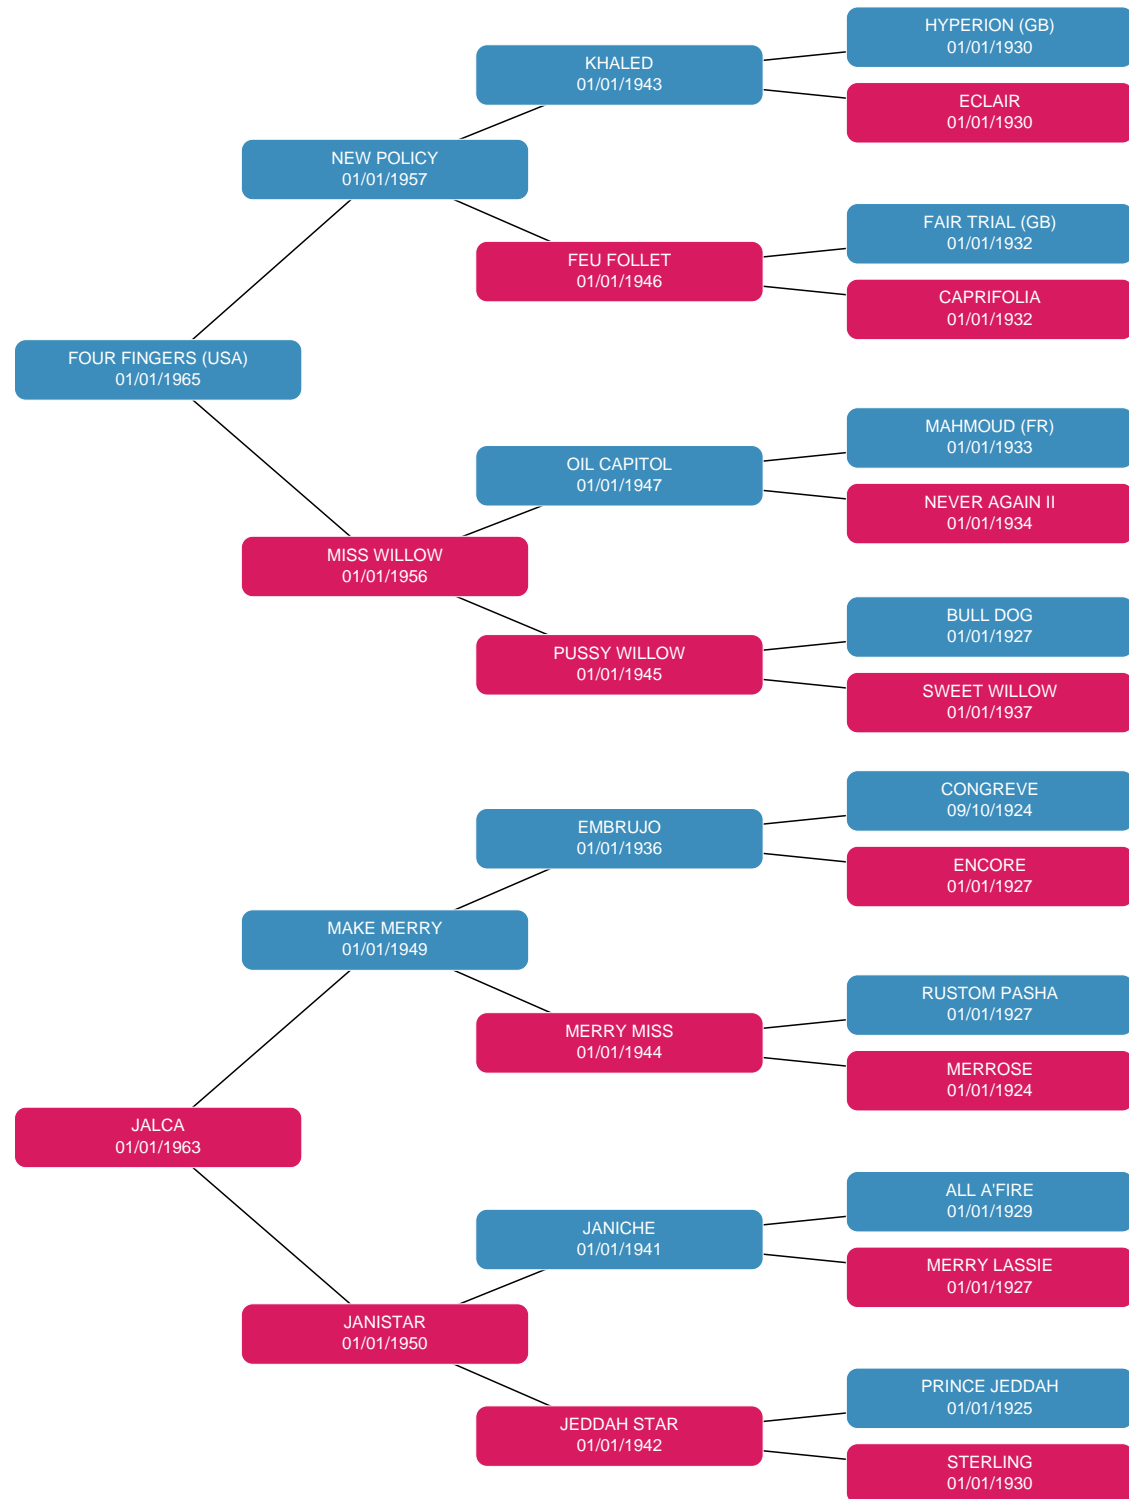 HYPERION (GB)
01/01/1930
KHALED
01/01/1943
ECLAIR
01/01/1930
NEW POLICY
01/01/1957
FAIR TRIAL (GB)
01/01/1932
FEU FOLLET
01/01/1946
CAPRIFOLIA
01/01/1932
FOUR FINGERS (USA)
01/01/1965
MAHMOUD (FR)
01/01/1933
OIL CAPITOL
01/01/1947
NEVER AGAIN II
01/01/1934
MISS WILLOW
01/01/1956
BULL DOG
01/01/1927
PUSSY WILLOW
01/01/1945
SWEET WILLOW
01/01/1937
CONGREVE
09/10/1924
EMBRUJO
01/01/1936
ENCORE
01/01/1927
MAKE MERRY
01/01/1949
RUSTOM PASHA
01/01/1927
MERRY MISS
01/01/1944
MERROSE
01/01/1924
JALCA
01/01/1963
ALL A'FIRE
01/01/1929
JANICHE
01/01/1941
MERRY LASSIE
01/01/1927
JANISTAR
01/01/1950
PRINCE JEDDAH
01/01/1925
JEDDAH STAR
01/01/1942
STERLING
01/01/1930